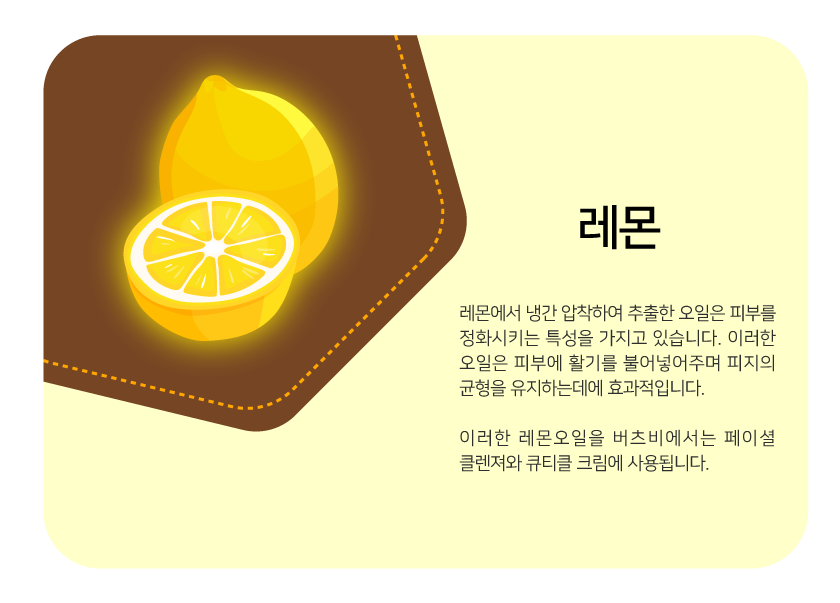 레몬
레몬에서 냉간 압착하여 추출한 오일은 피부를
정화시키는 특성을 가지고 있습니다. 이러한
오일은 피부에 활기를 불어넣어주며 피지의
균형을 유지하는데에 효과적입니다.
이러한 레몬오일을 버츠비에서는 페이셜
클렌져와 큐티클 크림에 사용됩니다.